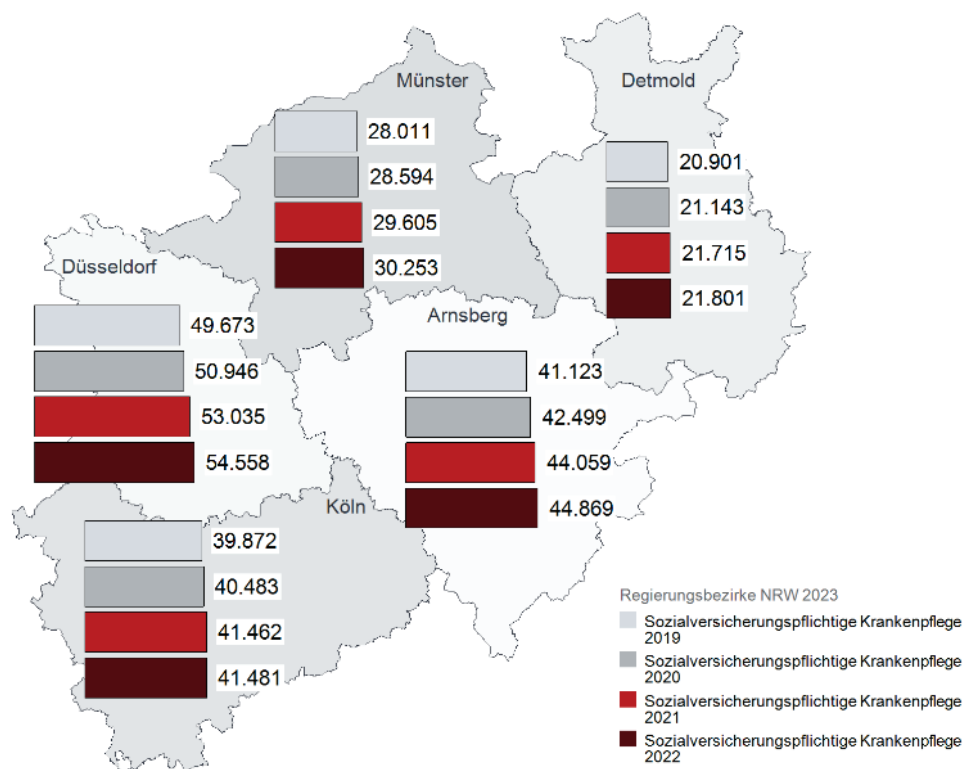 Münster
28.011
28.594
29.605
30.253
Detmold
20.901
21.143
21.715
21.801
Düsseldorf
49.673
50.946
53.035
54.558
Arnsberg
41.123
42.499
44.059
44.869
Köln
39.872
40.483
41.462
41.481
Regierungsbezirke NRW 2023
Sozialversicherungspflichtige Krankenpflege
2019
Sozialversicherungspflichtige Krankenpflege
2020
Sozialversicherungspflichtige Krankenpflege
2021
Sozialversicherungspflichtige Krankenpflege
2022